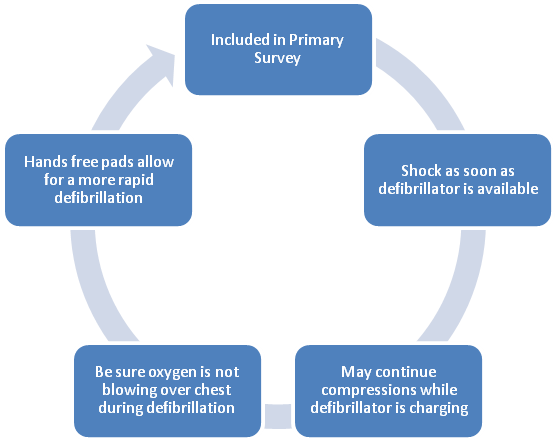 Included in Primary
Survey
Shock as soon as
defibrillator is available
May continue
compressions while
defibrillator is charging
Be sure oxygen is not
blowing over chest
during defibrillation
Hands free pads allow
for a more rapid
defibrillation